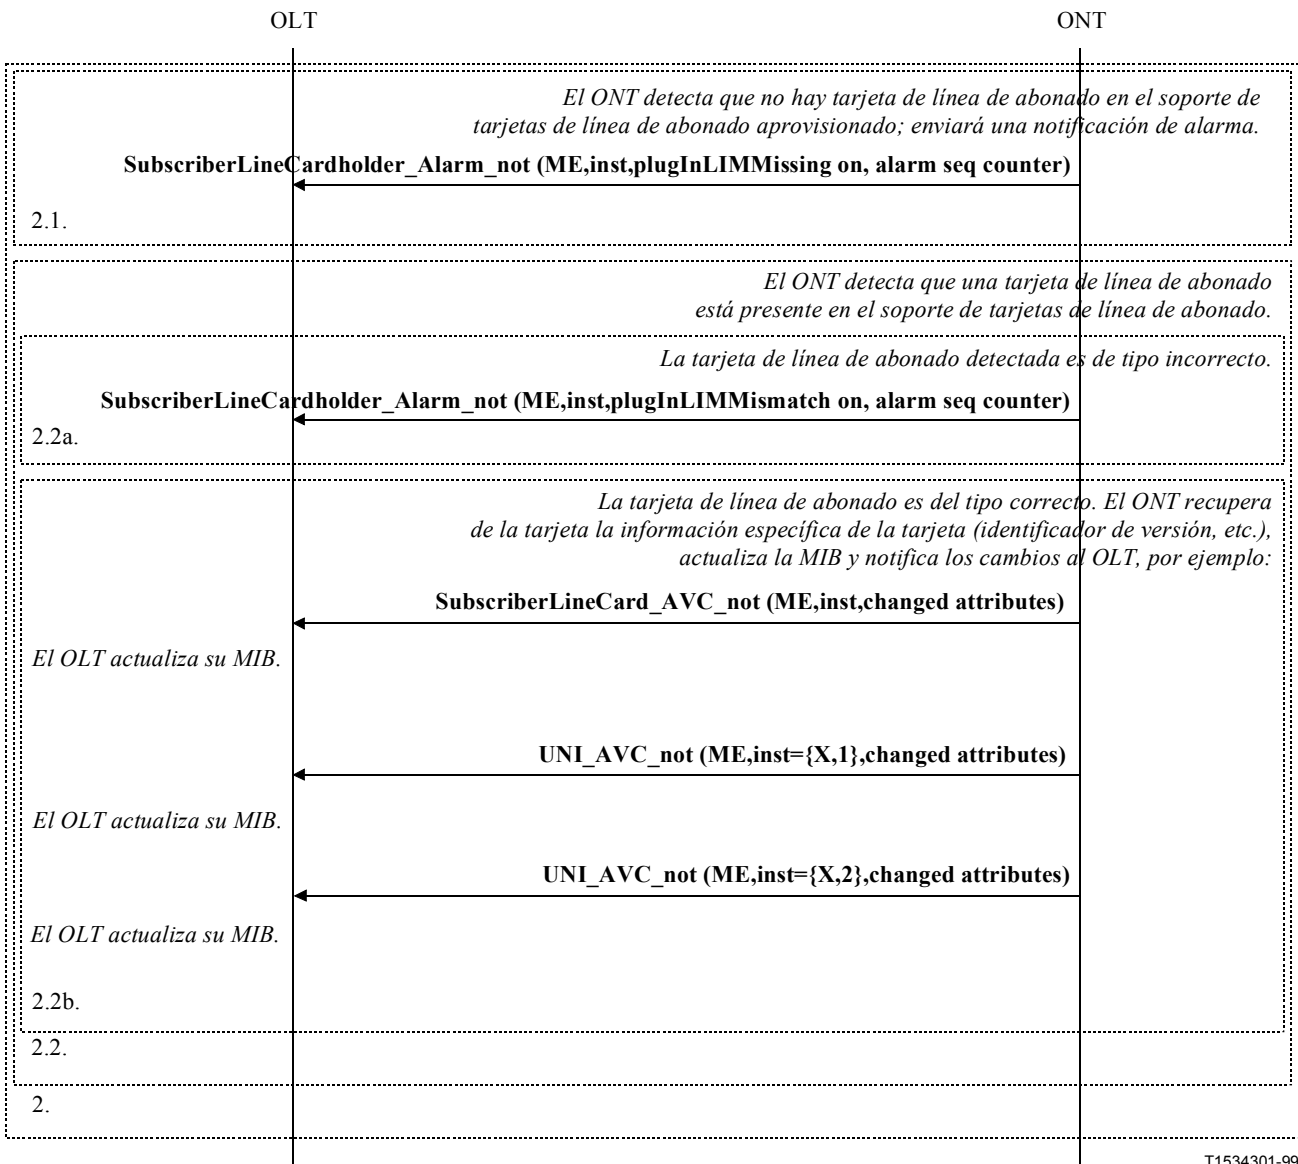 OLT
ONT
El ONT detecta que no hay tarjeta de línea de abonado en el soporte de
tarjetas de línea de abonado aprovisionado; enviará una notificación de alarma.
SubscriberLineCardholder_Alarm_not (ME,inst,plugInLIMMissing on, alarm seq counter)
2.1.
El ONT detecta que una tarjeta de línea de abonado
está presente en el soporte de tarjetas de línea de abonado.
La tarjeta de línea de abonado detectada es de tipo incorrecto.
SubscriberLineCardholder_Alarm_not (ME,inst,plugInLIMMismatch on, alarm seq counter)
2.2a.
La tarjeta de línea de abonado es del tipo correcto. El ONT recupera
de la tarjeta la información específica de la tarjeta (identificador de versión, etc.),
actualiza la MIB y notifica los cambios al OLT, por ejemplo:
SubscriberLineCard_AVC_not (ME,inst,changed attributes)
El OLT actualiza su MIB.
UNI_AVC_not (ME,inst={X,1},changed attributes)
El OLT actualiza su MIB.
UNI_AVC_not (ME,inst={X,2},changed attributes)
El OLT actualiza su MIB.
2.2b.
2.2.
2.
T1534301-99